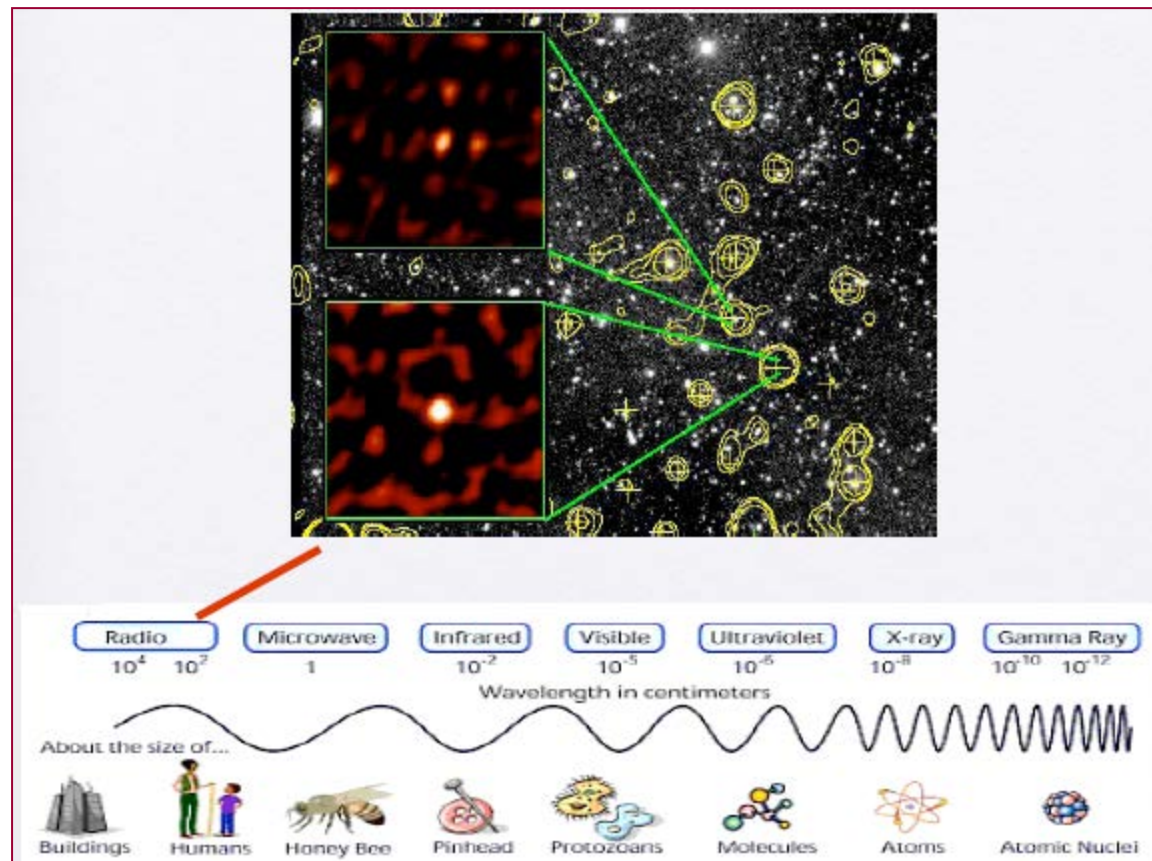 Radio Microwave Infrared Visible Ultraviolet X-ray Gamma Ray
10⁴ 10² 1 10⁻² 10⁻⁵ 10⁻⁶ 10⁻⁸ 10⁻¹⁰ 10⁻¹²
Wavelength in centimeters
About the size of...
Buildings Humans Honey Bee Pinhead Protozoans Molecules Atoms Atomic Nuclei